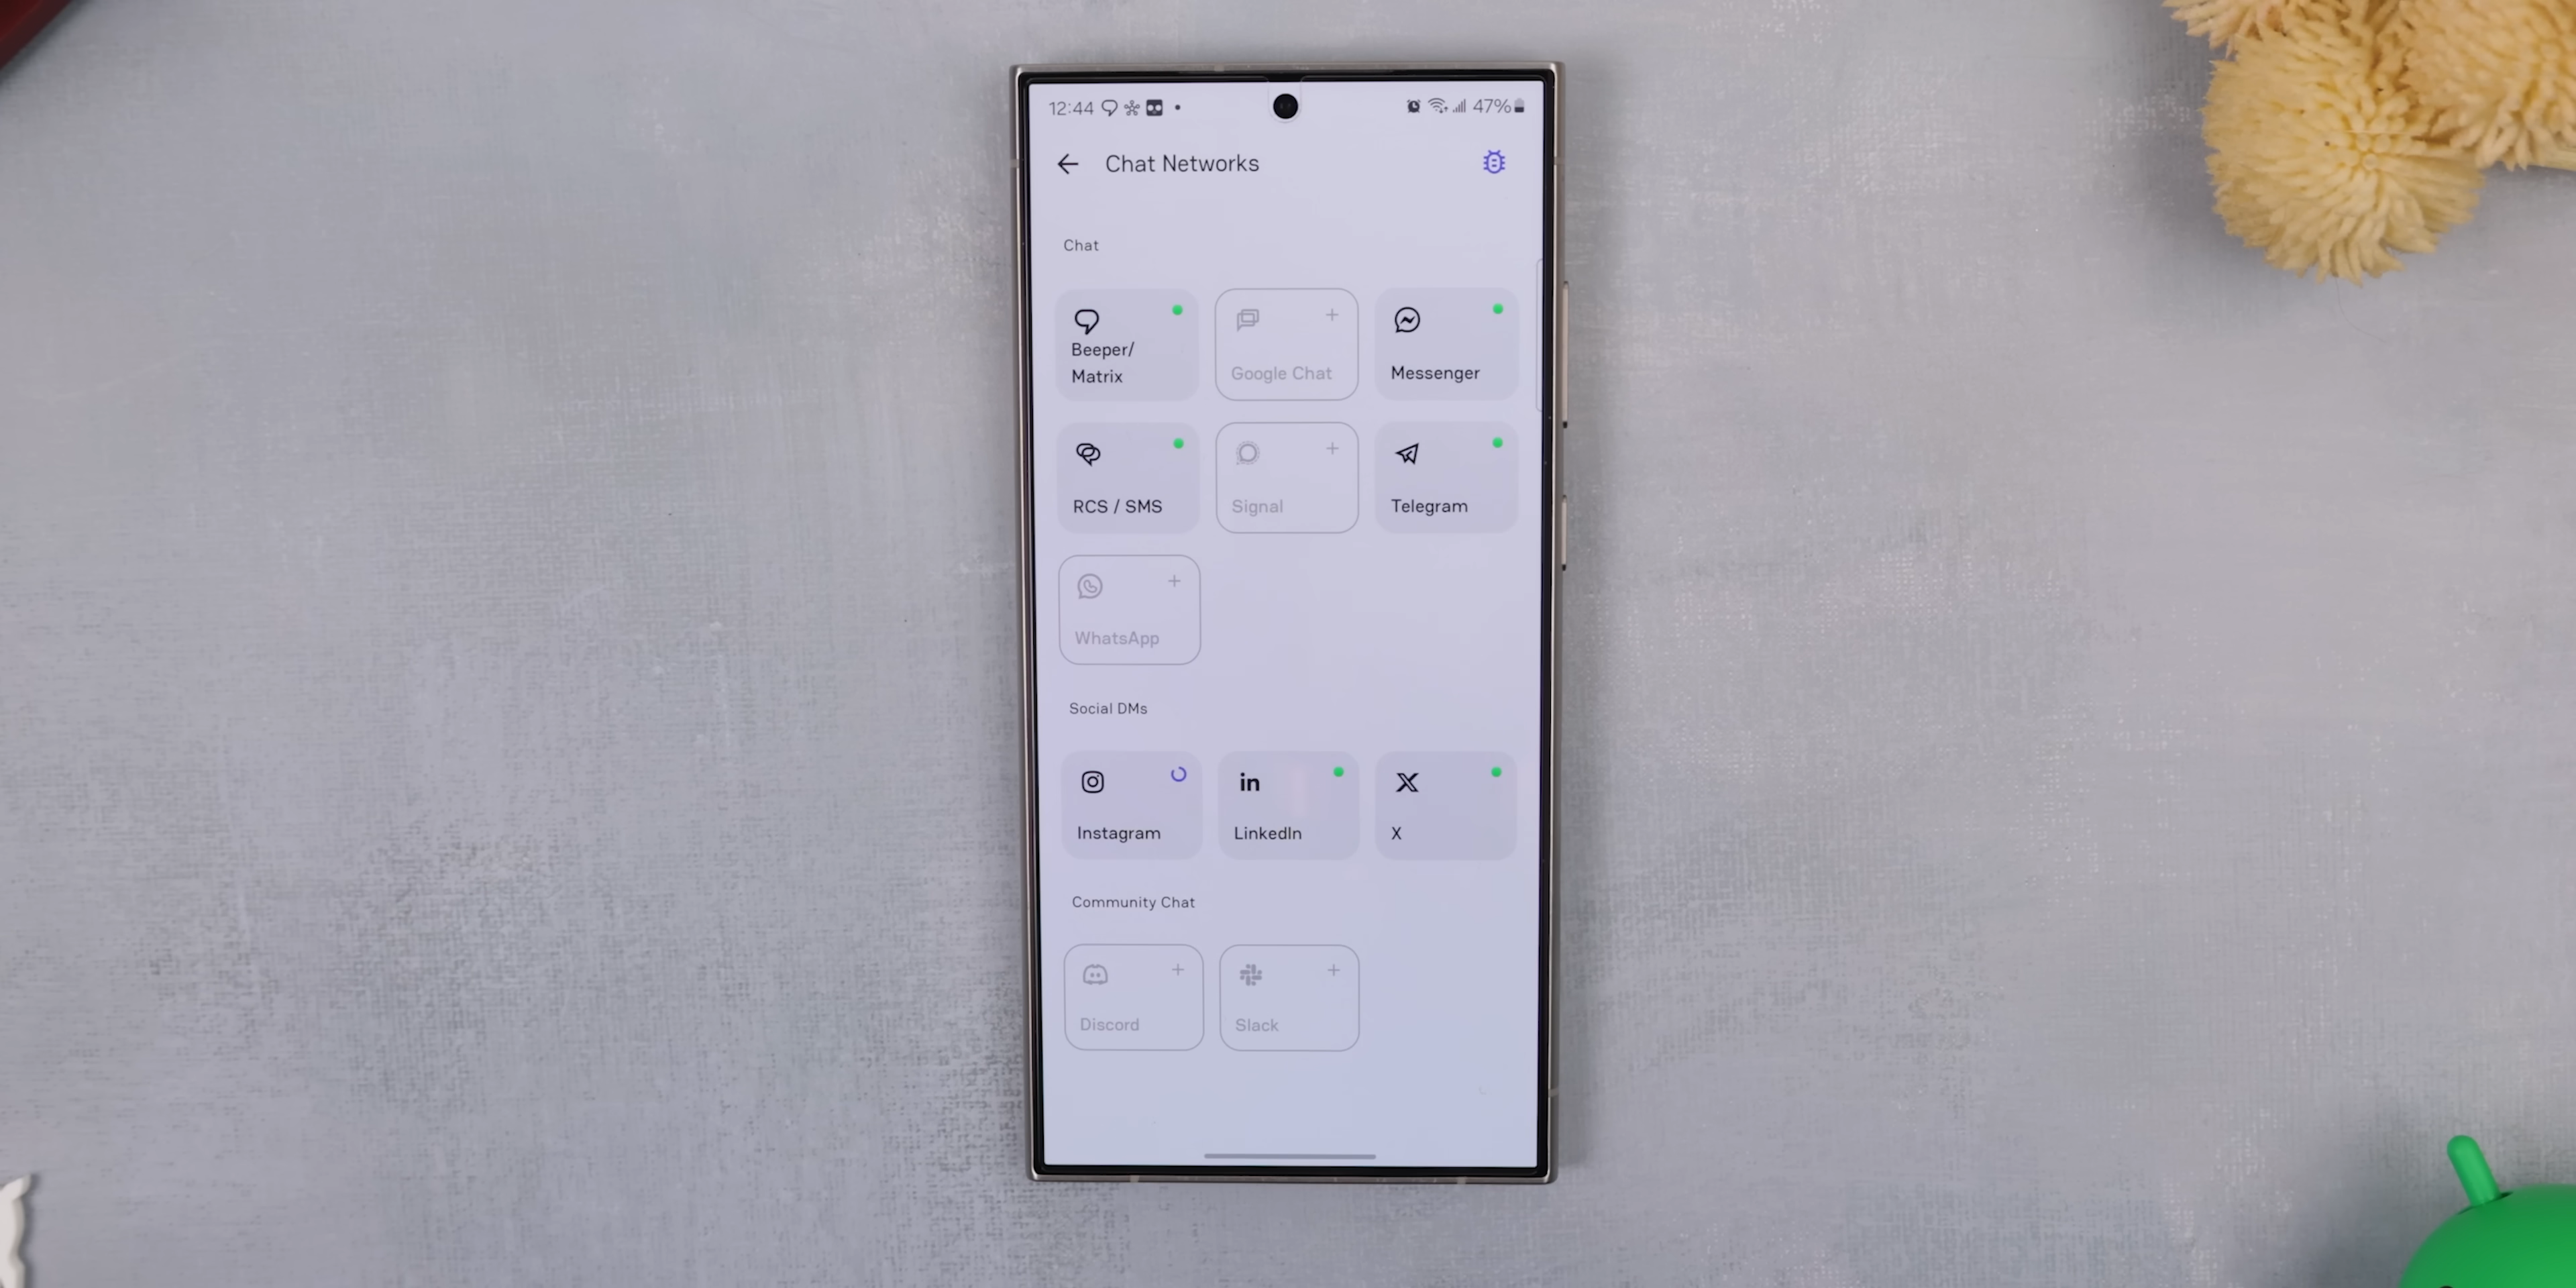 12:44 47%
Chat Networks
Chat
Beeper/
Matrix
Google Chat
Messenger
RCS / SMS
Signal
Telegram
WhatsApp
Social DMs
Instagram
in
LinkedIn
X
Community Chat
Discord
Slack